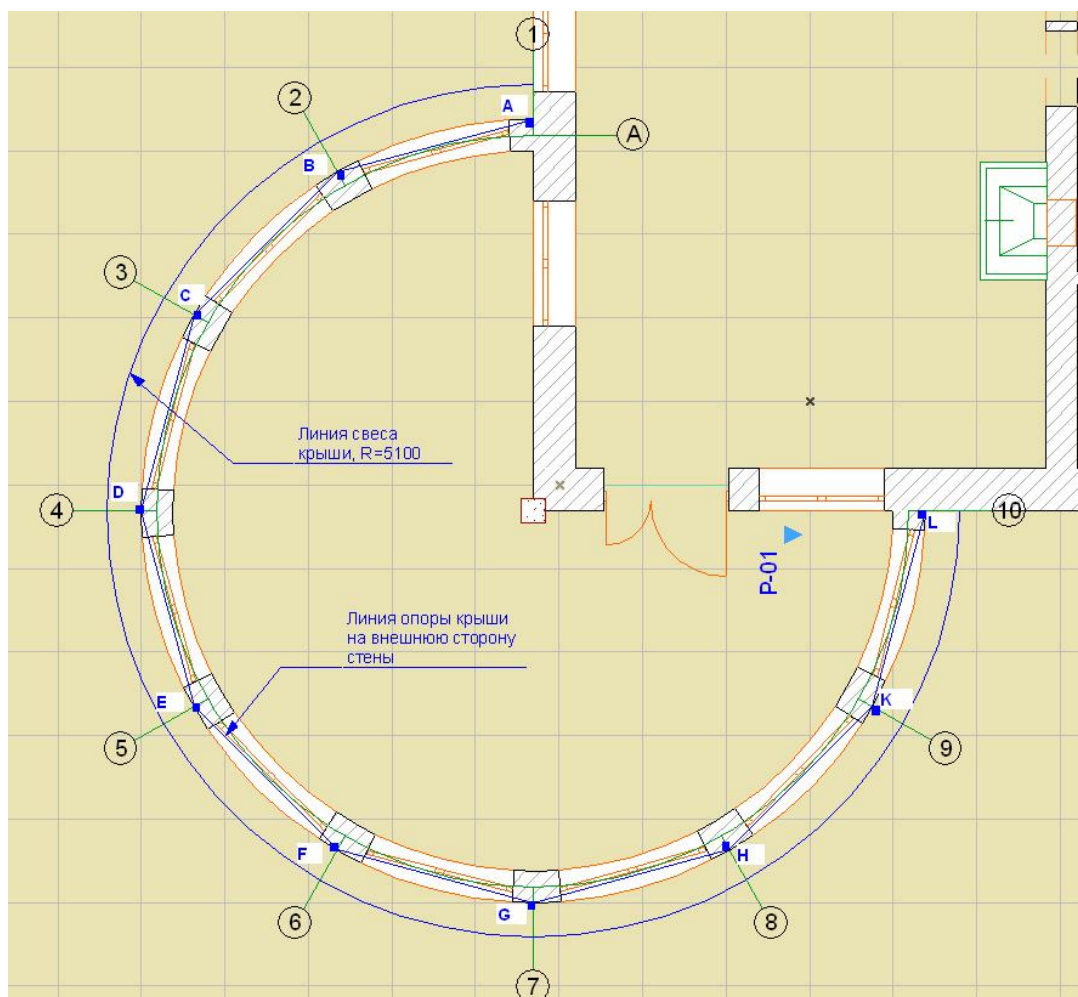 1
2
A
A
B
3
C
Линия свеса
крыши, R=5100
D
4
10
L
P-01
Линия опоры крыши
на внешнюю сторону
стены
E
K
5
9
F
H
G
6
8
7